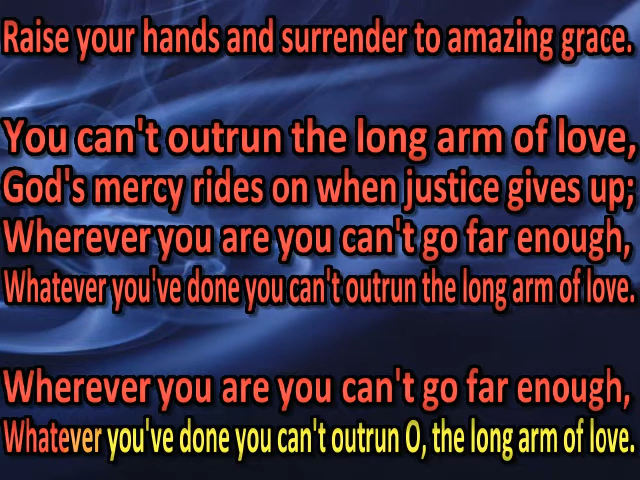 Raise your hands and surrender to amazing grace.
You can't outrun the long arm of love,
God's mercy rides on when justice gives up;
Wherever you are you can't go far enough,
Whatever you've done you can't outrun the long arm of love.
Wherever you are you can't go far enough,
Whatever you've done you can't outrun O, the long arm of love.